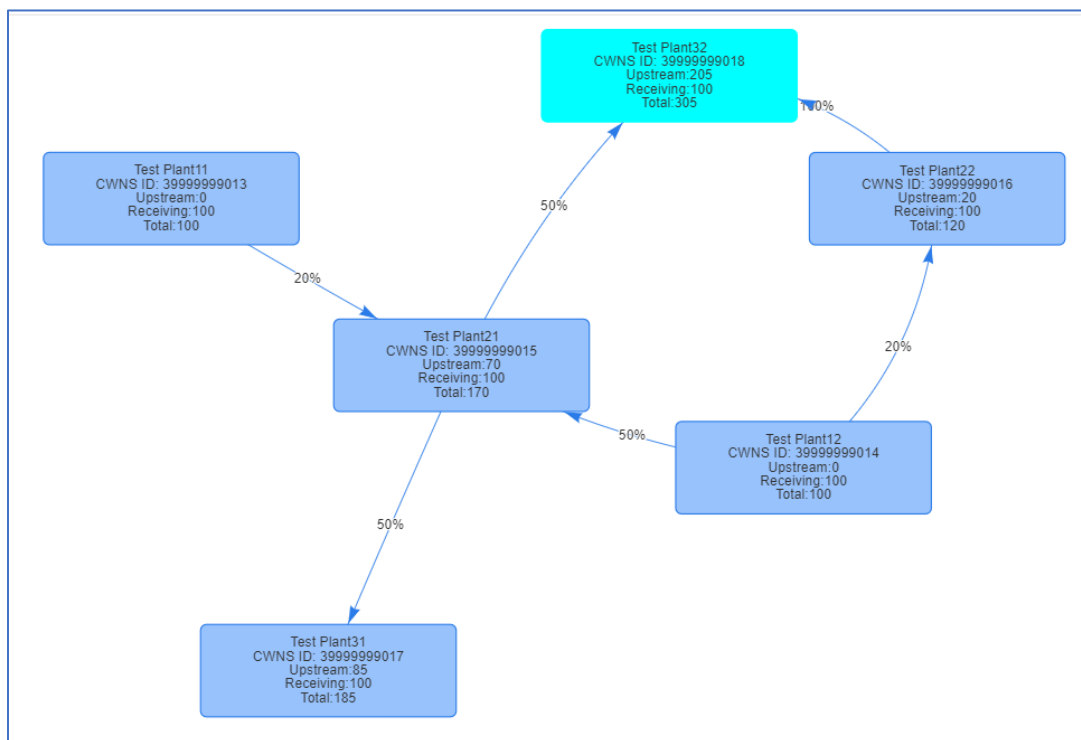 Test Plant32
CWNS ID: 39999999018
Upstream:205
Receiving:100
Total:305
100%
Test Plant11
CWNS ID: 39999999013
Upstream:0
Receiving:100
Total:100
Test Plant22
CWNS ID: 39999999016
Upstream:20
Receiving:100
Total:120
50%
20%
Test Plant21
CWNS ID: 39999999015
Upstream:70
Receiving:100
Total:170
20%
50%
Test Plant12
CWNS ID: 39999999014
Upstream:0
Receiving:100
Total:100
50%
Test Plant31
CWNS ID: 39999999017
Upstream:85
Receiving:100
Total:185